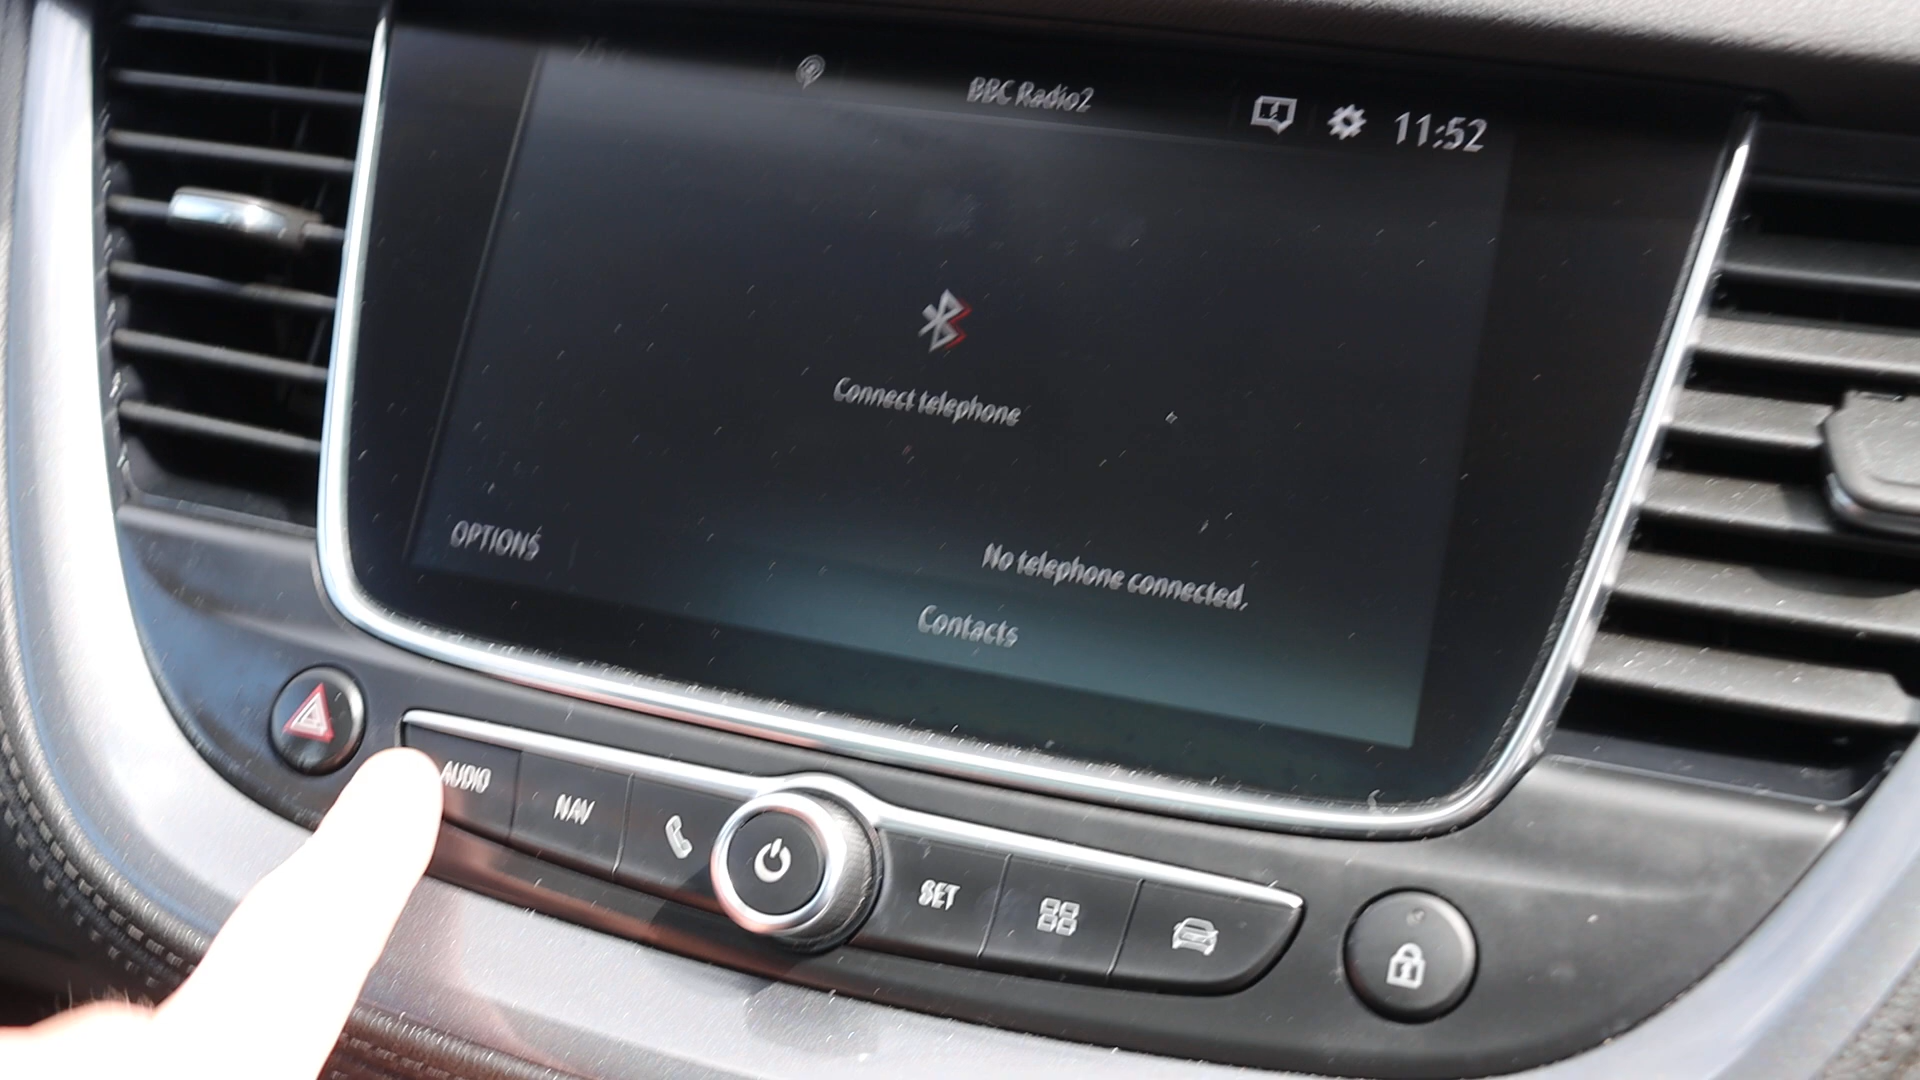 BBC Radio2
11:52
Connect telephone
OPTIONS
No telephone connected.
Contacts
AUDIO
NAV
SET